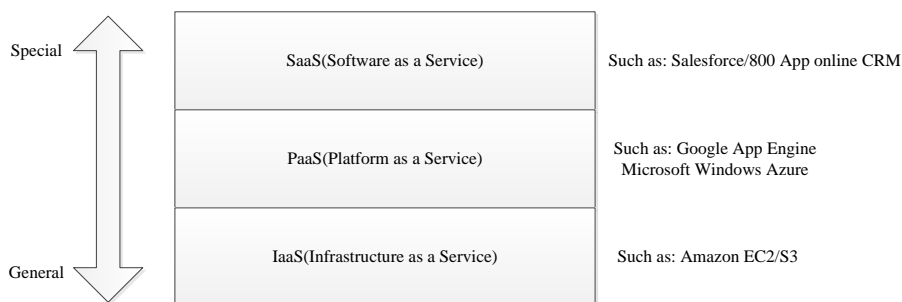 Special
SaaS(Software as a Service)
Such as: Salesforce/800 App online CRM
PaaS(Platform as a Service)
Such as: Google App Engine
Microsoft Windows Azure
General
IaaS(Infrastructure as a Service)
Such as: Amazon EC2/S3